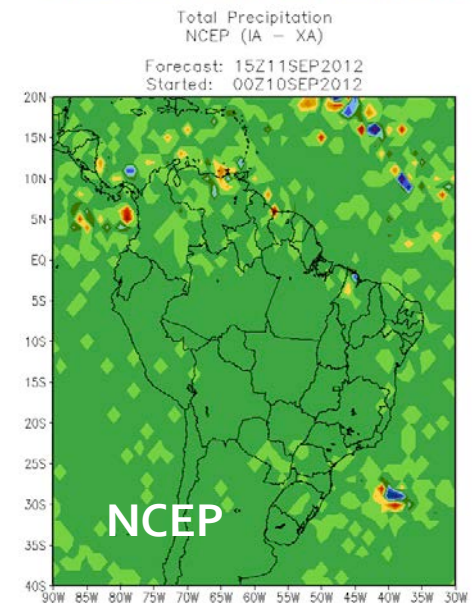 Total Precipitation
NCEP (IA – XA)
Forecast: 15Z11SEP2012
Started: 00Z10SEP2012
20N
15N
10N
5N
EQ
5S
10S
15S
20S
25S
30S
35S
40S
NCEP
90W 85W 80W 75W 70W 65W 60W 55W 50W 45W 40W 35W 30W